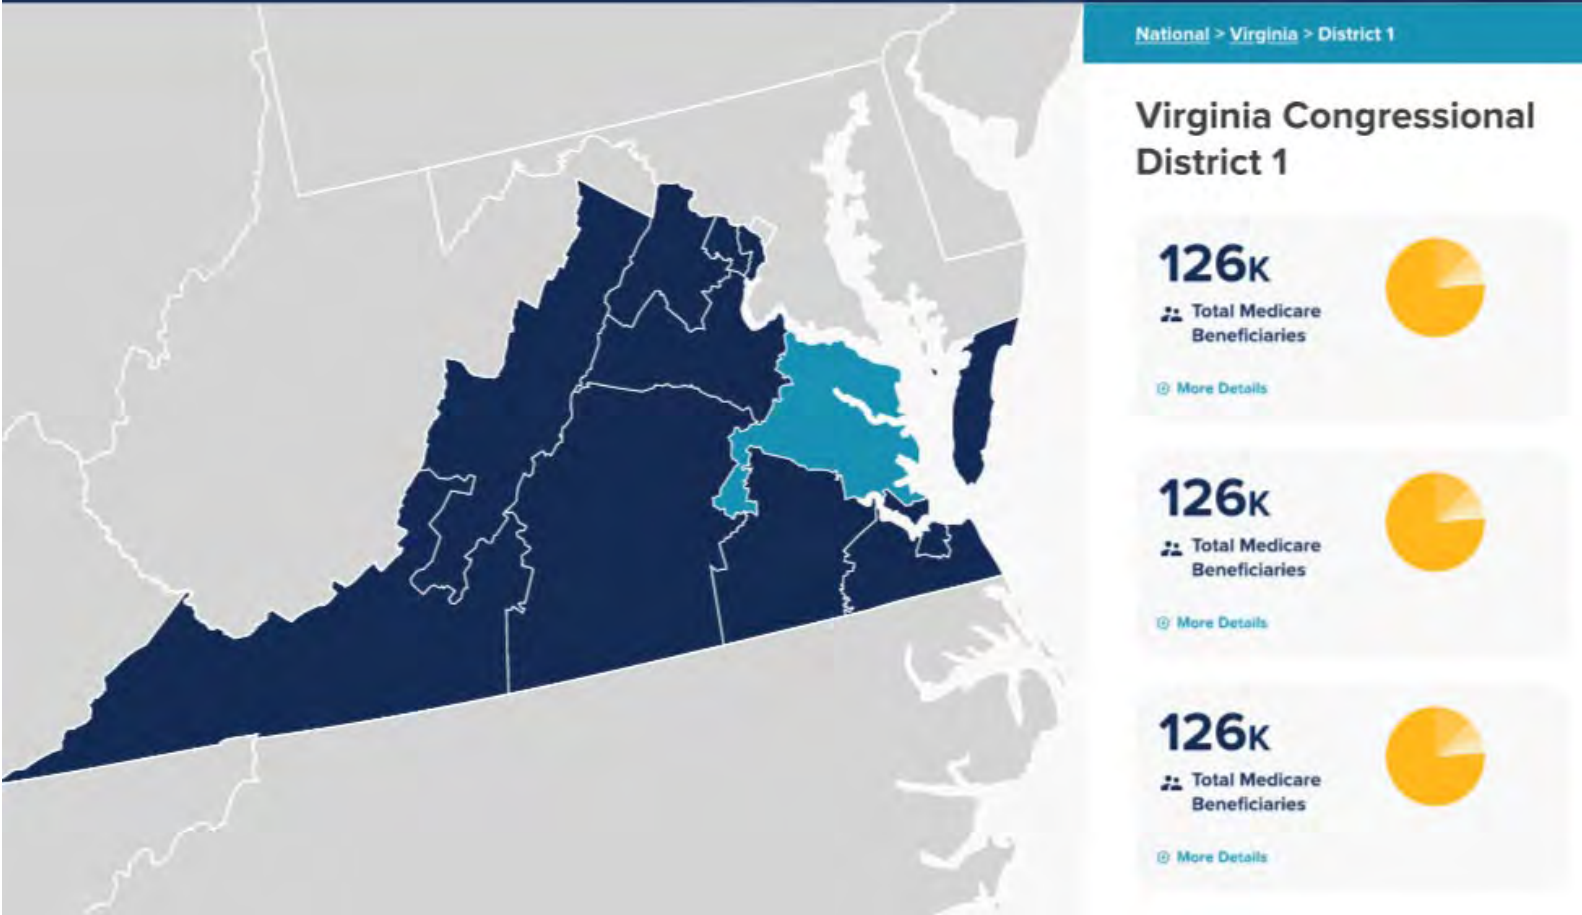 National > Virginia > District 1
Virginia Congressional
District 1
126K
Total Medicare
Beneficiaries
More Details
126K
Total Medicare
Beneficiaries
More Details
126K
Total Medicare
Beneficiaries
More Details